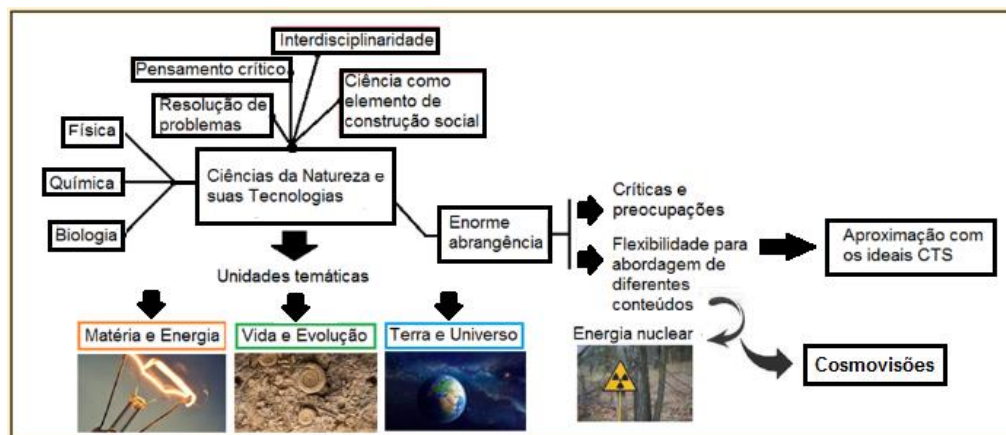 Interdisciplinaridade
Pensamento crítico
Ciência como
elemento de
construção social
Resolução de
problemas
Física
Química
Biologia
Ciências da Natureza e
suas Tecnologias
Enorme
abrangência
Críticas e
preocupações
Flexibilidade para
abordagem de
diferentes
conteúdos
Aproximação com
os ideais CTS
Unidades temáticas
Matéria e Energia
Vida e Evolução
Terra e Universo
Energia nuclear
Cosmovisões